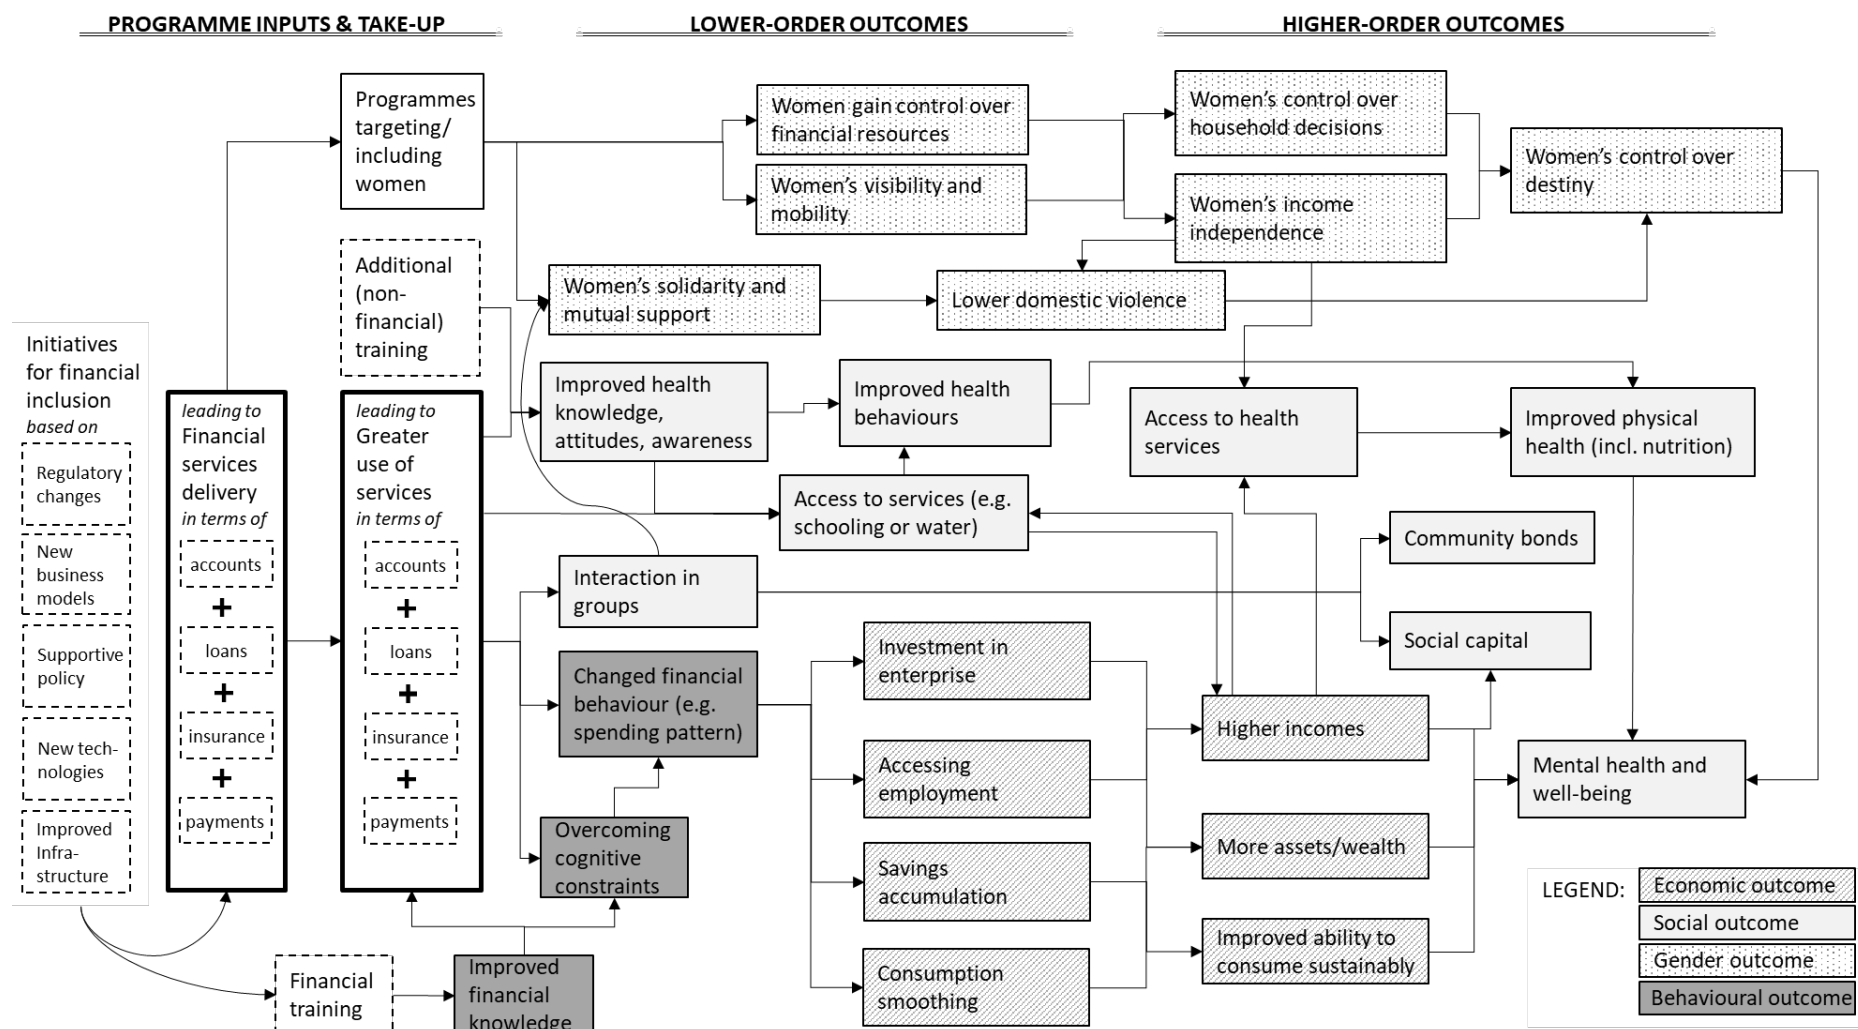 PROGRAMME INPUTS & TAKE-UP
LOWER-ORDER OUTCOMES
HIGHER-ORDER OUTCOMES
Programmes
targeting/
including
women
Women gain control over
financial resources
Women's visibility and
mobility
Women's control over
household decisions
Women's income
independence
Women's control over
destiny
Additional
(non-
financial)
training
Women's solidarity and
mutual support
Lower domestic violence
Initiatives
for financial
inclusion
based on
Regulatory
changes
New
business
models
Supportive
policy
New tech-
nologies
Improved
Infra-
structure
leading to
Financial
services
delivery
in terms of
accounts
+
loans
+
insurance
+
payments
leading to
Greater
use of
services
in terms of
accounts
+
loans
+
insurance
+
payments
Improved health
knowledge,
attitudes, awareness
Improved health
behaviours
Access to health
services
Improved physical
health (incl. nutrition)
Access to services (e.g.
schooling or water)
Interaction in
groups
Community bonds
Social capital
Changed financial
behaviour (e.g.
spending pattern)
Investment in
enterprise
Higher incomes
Accessing
employment
Mental health and
well-being
Overcoming
cognitive
constraints
Savings
accumulation
More assets/wealth
Consumption
smoothing
Improved ability to
consume sustainably
Financial
training
Improved
financial
knowledge
LEGEND:
Economic outcome
Social outcome
Gender outcome
Behavioural outcome